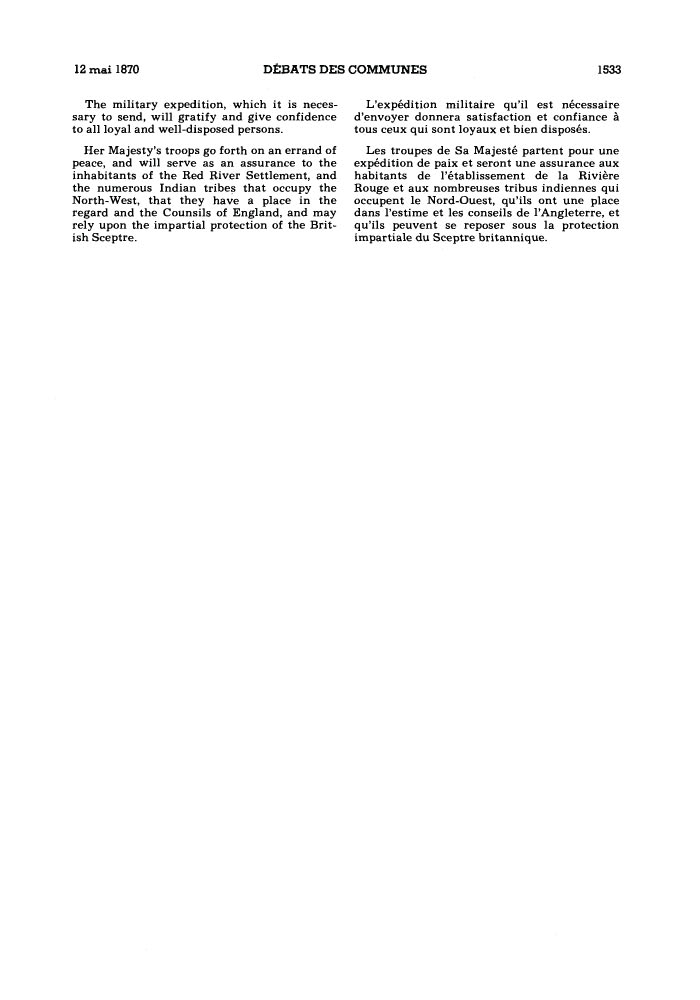 12 mai 1870 DÉBATS DES COMMUNES 1533
The military expedition, which it is neces-
sary to send, will gratify and give confidence
to all loyal and well-disposed persons.
Her Majesty's troops go forth on an errand of
peace, and will serve as an assurance to the
inhabitants of the Red River Settlement, and
the numerous Indian tribes that occupy the
North-West, that they have a place in the
regard and the Counsils of England, and may
rely upon the impartial protection of the Brit-
ish Sceptre.
L'expédition militaire qu'il est nécessaire
d'envoyer donnera satisfaction et confiance à
tous ceux qui sont loyaux et bien disposés.
Les troupes de Sa Majesté partent pour une
expédition de paix et seront une assurance aux
habitants de l'établissement de la Rivière
Rouge et aux nombreuses tribus indiennes qui
occupent le Nord-Ouest, qu'ils ont une place
dans l'estime et les conseils de l'Angleterre, et
qu'ils peuvent se reposer sous la protection
impartiale du Sceptre britannique.